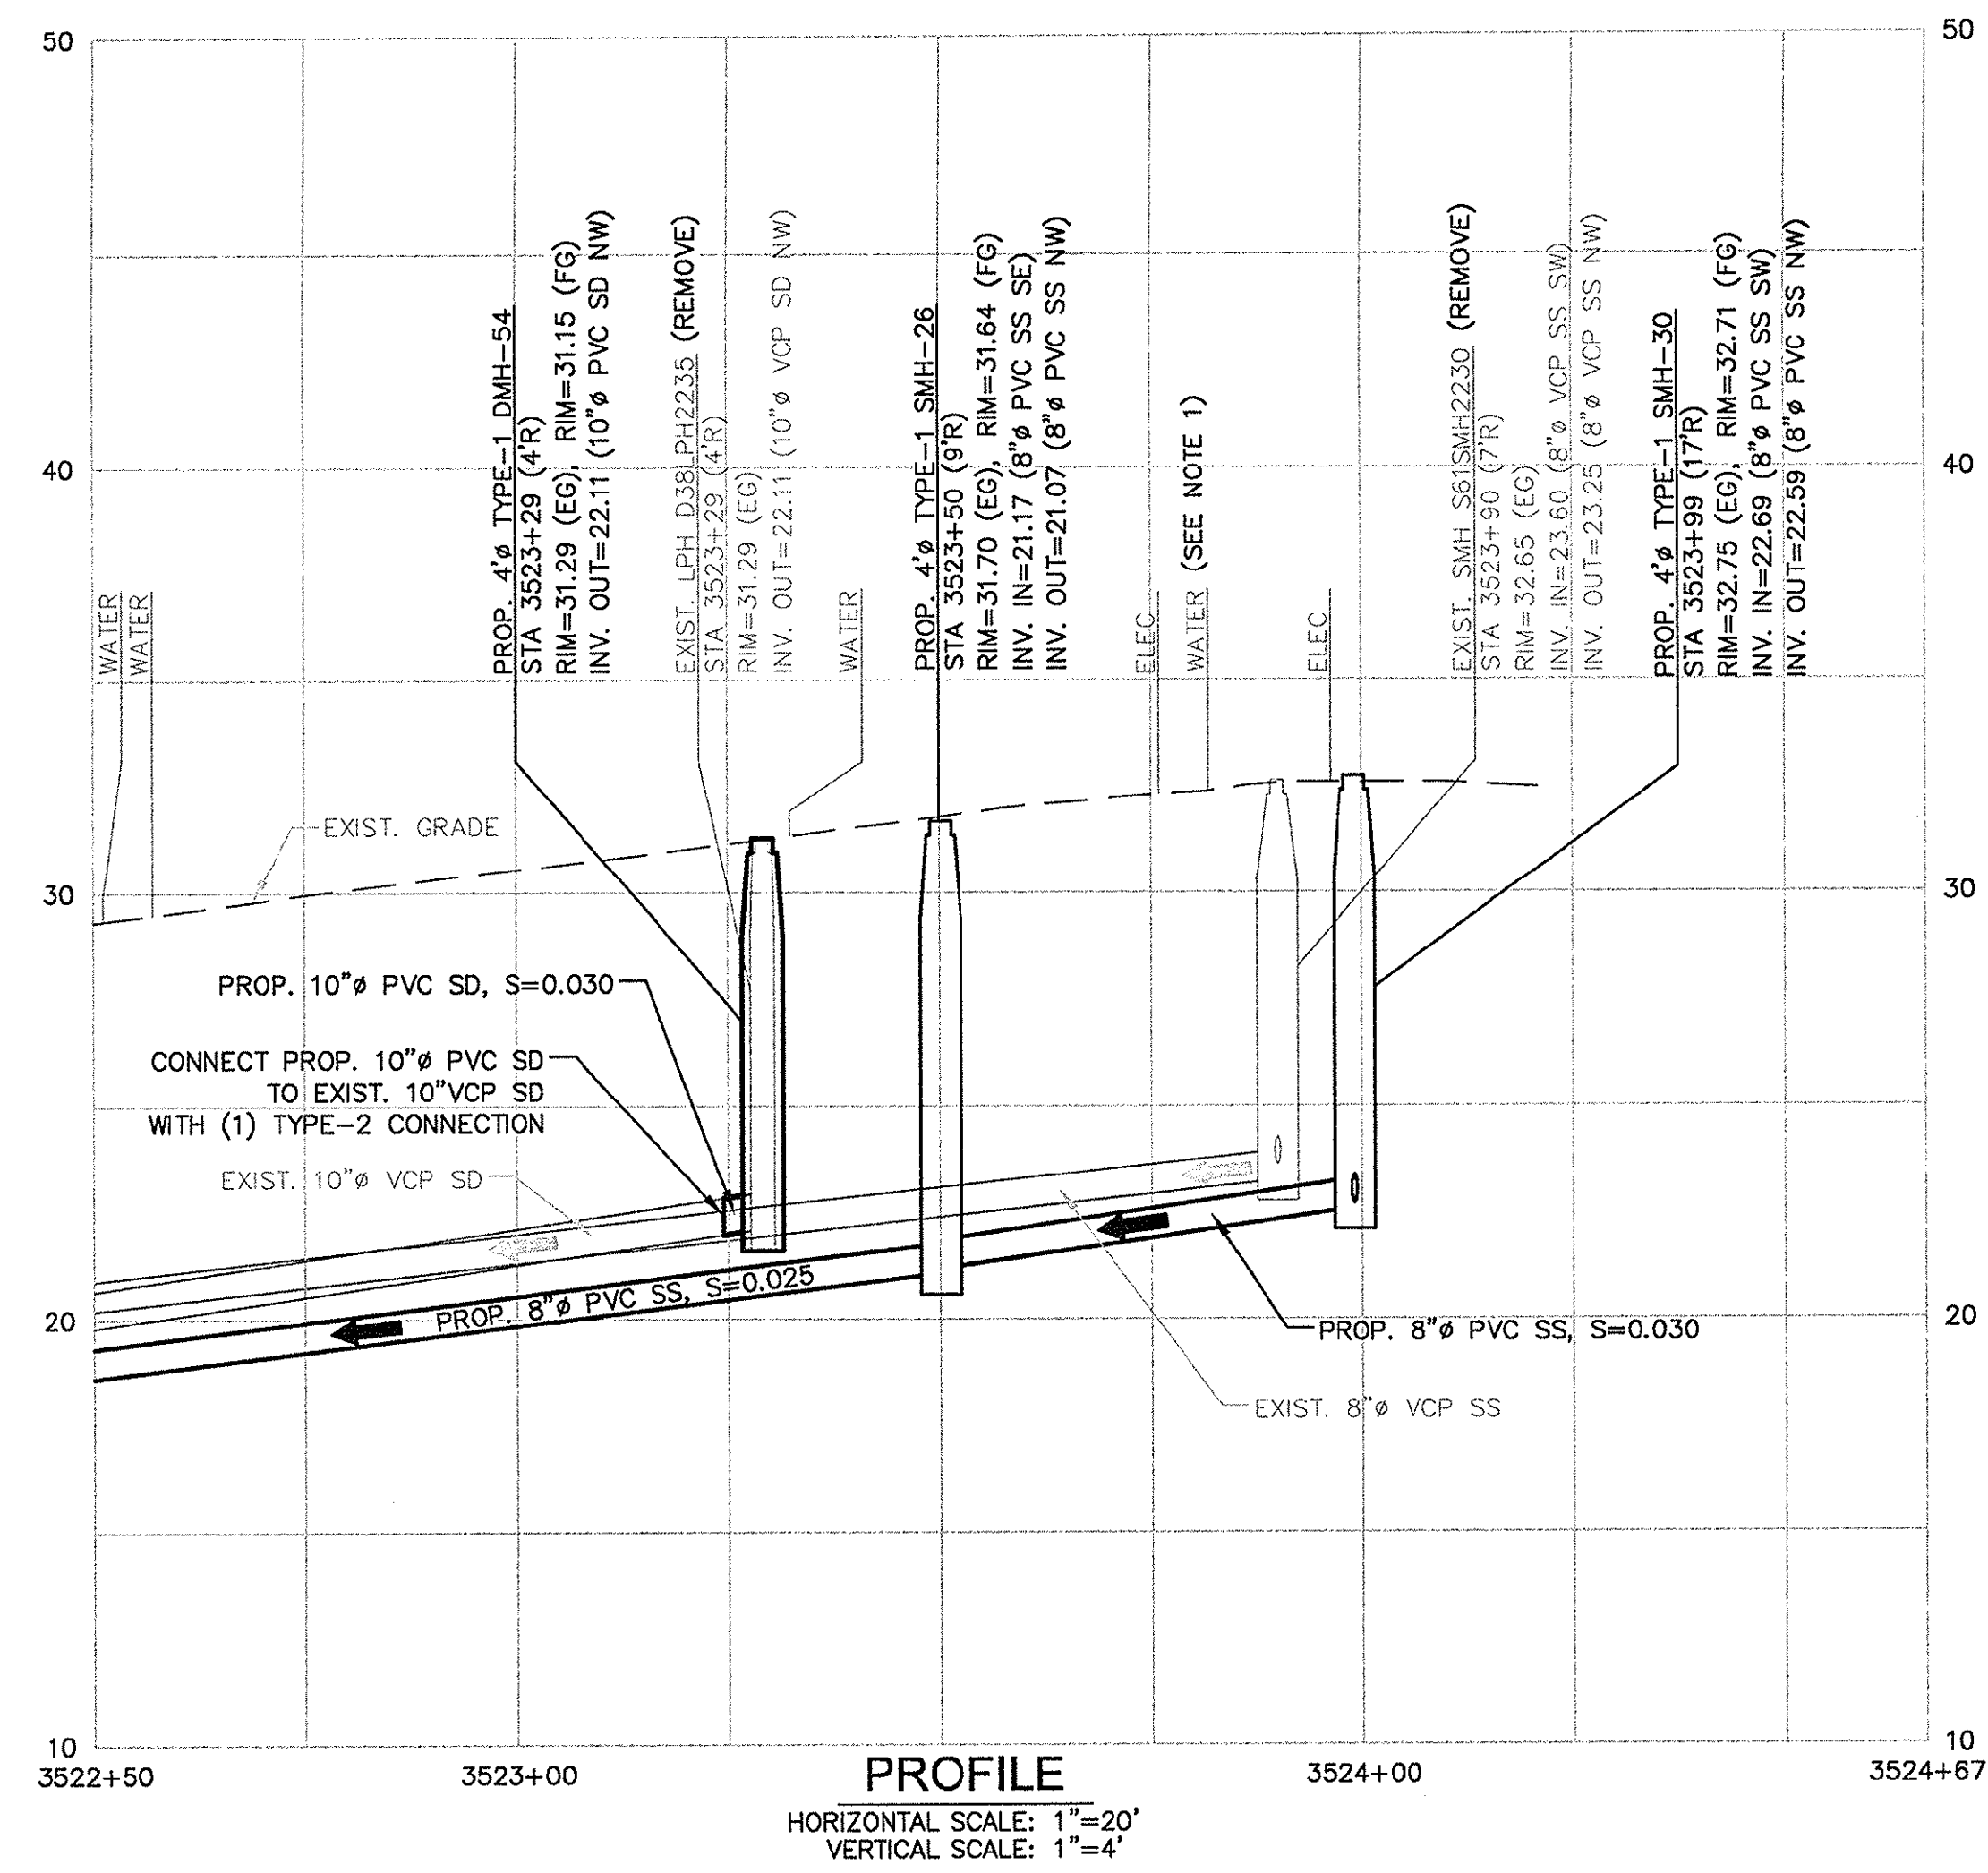 50
50
PROP. 4'ø TYPE-1 DMH-54
STA 3523+29 (4'R)
RIM=31.29 (EG), RIM=31.15 (FG)
INV. OUT=22.11 (10"ø PVC SD NW)
EXIST. LPH D38LPH2235 (REMOVE)
STA 3523+29 (4'R)
RIM=31.29 (EG)
INV. OUT=22.11 (10"ø VCP SD NW)
PROP. 4'ø TYPE-1 SMH-26
STA 3523+50 (9'R)
RIM=31.70 (EG), RIM=31.64 (FG)
INV. IN=21.17 (8"ø PVC SS SE)
INV. OUT=21.07 (8"ø PVC SS NW)
EXIST. SMH S61SMH2230 (REMOVE)
STA 3523+90 (7'R)
RIM=32.65 (EG)
INV. IN=23.60 (8"ø VCP SS SW)
INV. OUT=23.25 (8"ø VCP SS NW)
PROP. 4'ø TYPE-1 SMH-30
STA 3523+99 (17'R)
RIM=32.75 (EG), RIM=32.71 (FG)
INV. IN=22.69 (8"ø PVC SS SW)
INV. OUT=22.59 (8"ø PVC SS NW)
40
40
WATER
WATER
WATER
ELEC
WATER (SEE NOTE 1)
ELEC
EXIST. GRADE
30
30
PROP. 10"ø PVC SD, S=0.030
CONNECT PROP. 10"ø PVC SD
TO EXIST. 10"VCP SD
WITH (1) TYPE-2 CONNECTION
EXIST. 10"ø VCP SD
PROP. 8"ø PVC SS, S=0.025
20
20
PROP. 8"ø PVC SS, S=0.030
EXIST. 8"ø VCP SS
10
10
3522+50
3523+00
3524+00
3524+67
PROFILE
HORIZONTAL SCALE: 1"=20'
VERTICAL SCALE: 1"=4'